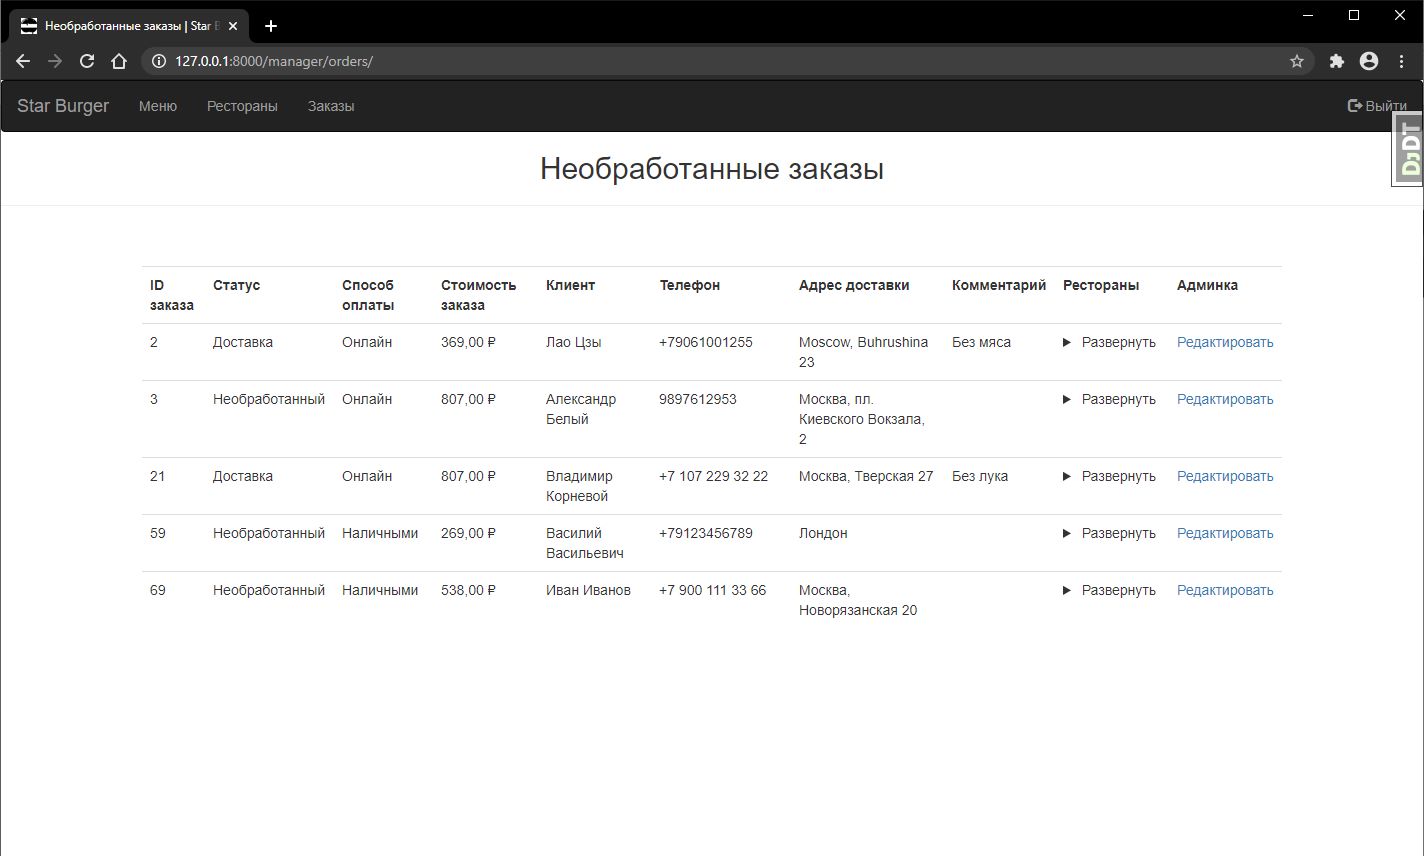 Необработанные заказы | Star B
127.0.0.1:8000/manager/orders/
Star Burger Меню Рестораны Заказы Выйти
DJDT
Необработанные заказы
ID заказа Статус Способ оплаты Стоимость заказа Клиент Телефон Адрес доставки Комментарий Рестораны Админка
2 Доставка Онлайн 369,00 ₽ Лао Цзы +79061001255 Moscow, Buhrushina Без мяса Развернуть Редактировать
23
3 Необработанный Онлайн 807,00 ₽ Александр 9897612953 Москва, пл. Развернуть Редактировать
Белый Киевского Вокзала,
2
21 Доставка Онлайн 807,00 ₽ Владимир +7 107 229 32 22 Москва, Тверская 27 Без лука Развернуть Редактировать
Корневой
59 Необработанный Наличными 269,00 ₽ Василий +79123456789 Лондон Развернуть Редактировать
Васильевич
69 Необработанный Наличными 538,00 ₽ Иван Иванов +7 900 111 33 66 Москва, Развернуть Редактировать
Новорязанская 20